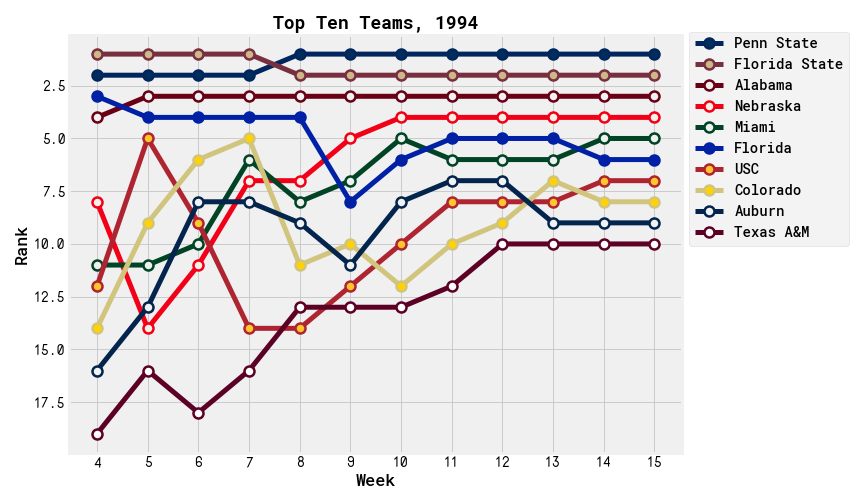 Top Ten Teams, 1994
Penn State
Florida State
Alabama
Nebraska
Miami
Florida
USC
Colorado
Auburn
Texas A&M
Rank
2.5
5.0
7.5
10.0
12.5
15.0
17.5
4 5 6 7 8 9 10 11 12 13 14 15
Week